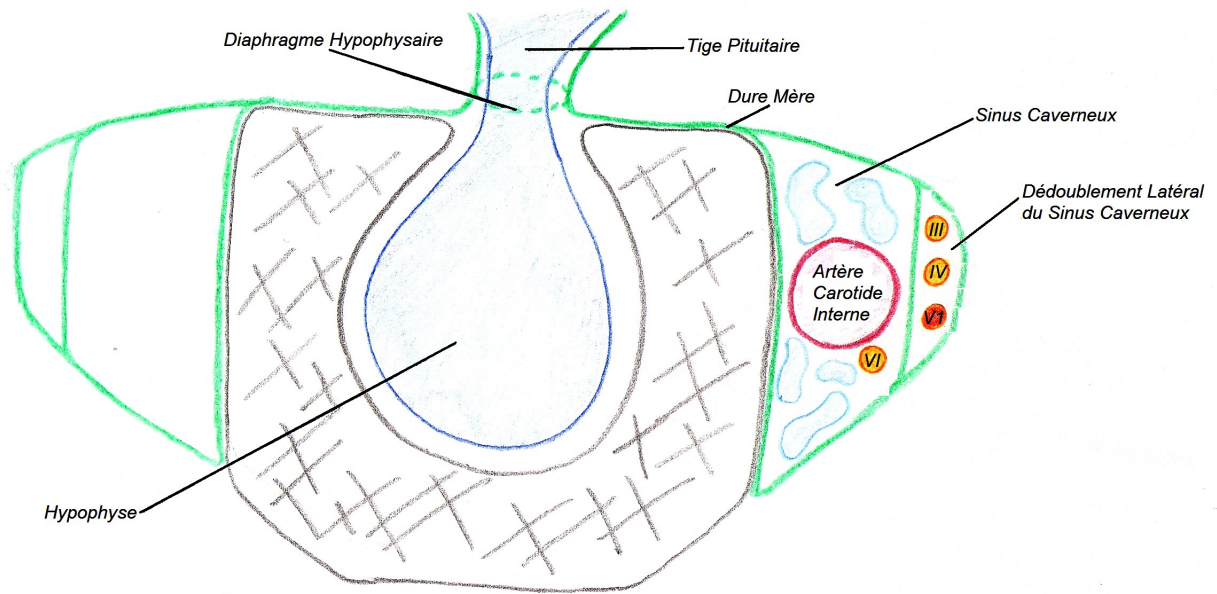 Diaphragme Hypophysaire
Tige Pituitaire
Dure Mère
Sinus Caverneux
Dédoublement Latéral
du Sinus Caverneux
III
IV
V1
Artère
Carotide
Interne
VI
Hypophyse